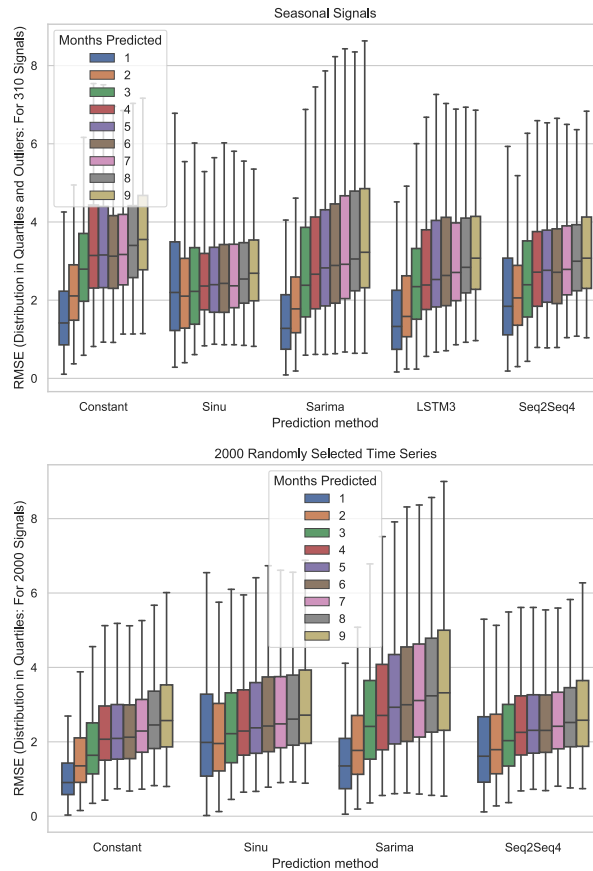 Seasonal Signals
Months Predicted
1
2
3
4
5
6
7
8
9
8
6
4
2
0
RMSE (Distribution in Quartiles and Outliers: For 310 Signals)
Constant
Sinu
Sarima
LSTM3
Seq2Seq4
Prediction method
2000 Randomly Selected Time Series
Months Predicted
1
2
3
4
5
6
7
8
9
8
6
4
2
0
RMSE (Distribution in Quartiles: For 2000 Signals)
Constant
Sinu
Sarima
Seq2Seq4
Prediction method